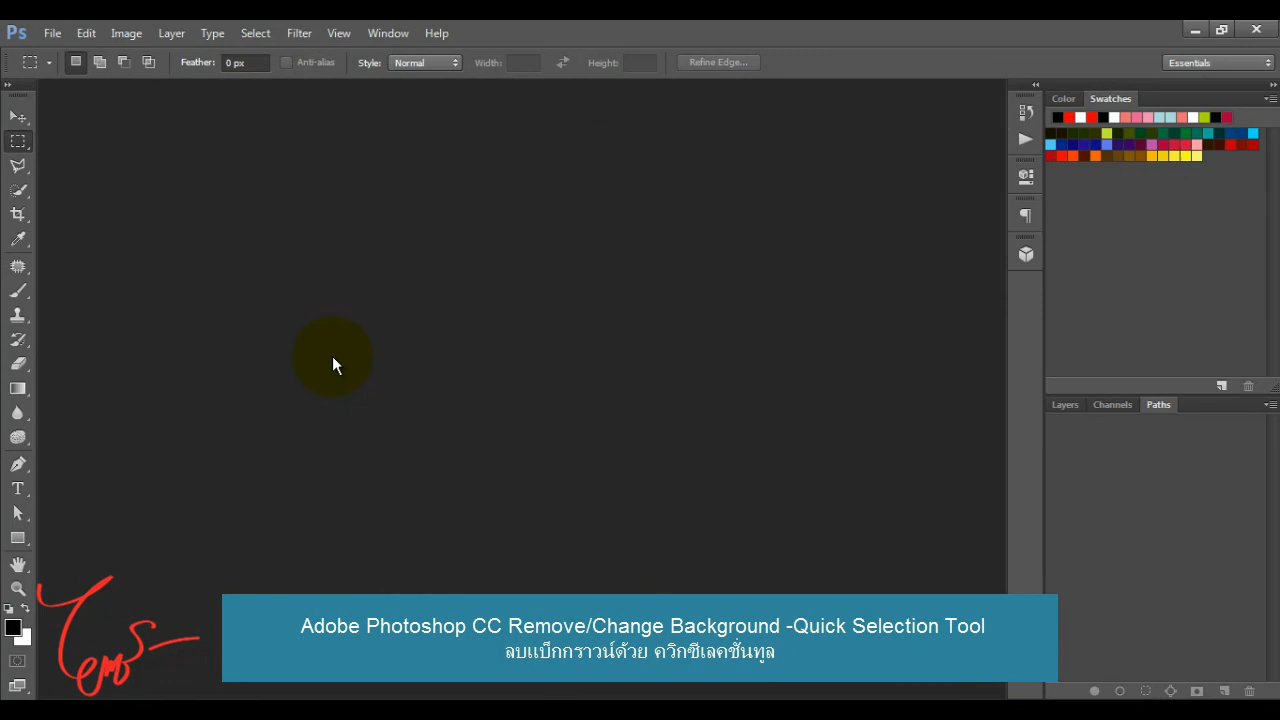 Ps File Edit Image Layer Type Select Filter View Window Help
Feather: 0 px Anti-alias Style: Normal Width: Height: Refine Edge... Essentials
Color Swatches
Layers Channels Paths
Adobe Photoshop CC Remove/Change Background -Quick Selection Tool
ลบแบ็กกราวน์ด้วย ควิกซีเลคชั่นทูล